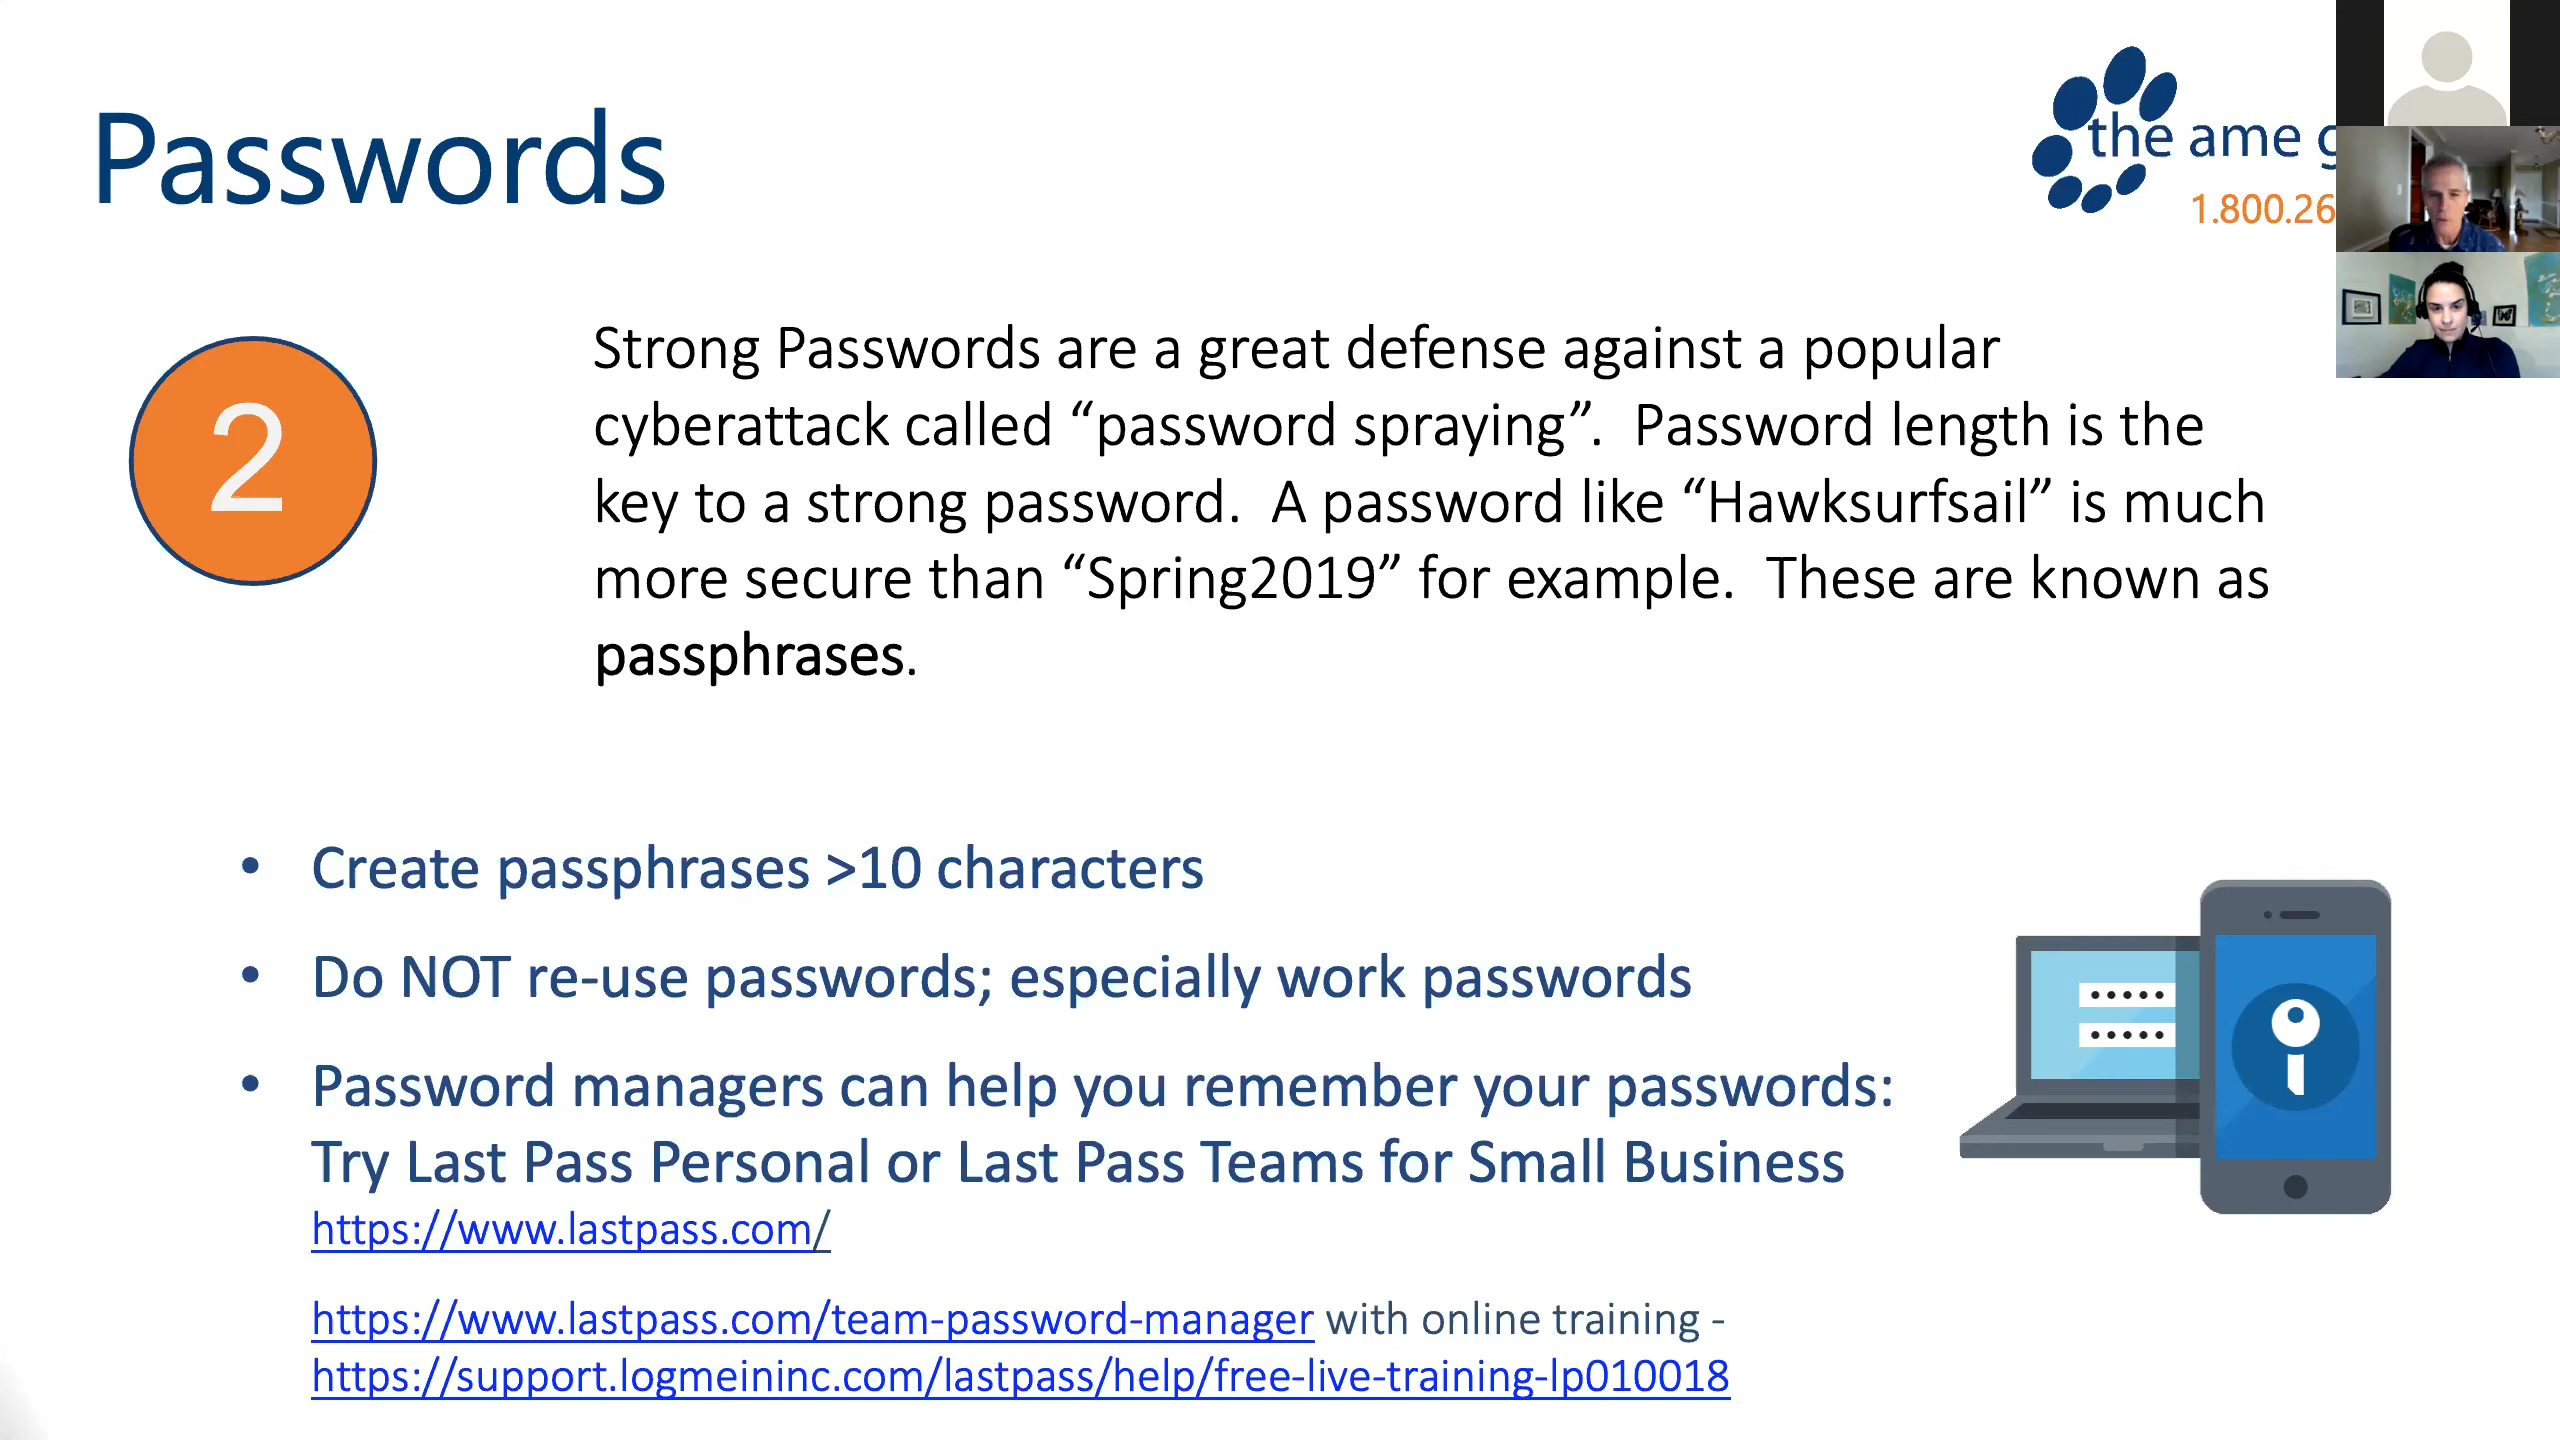 Passwords
the ame g
1.800.26
2
Strong Passwords are a great defense against a popular
cyberattack called “password spraying”.  Password length is the
key to a strong password.  A password like “Hawksurfsail” is much
more secure than “Spring2019” for example.  These are known as
passphrases.
• Create passphrases >10 characters
• Do NOT re-use passwords; especially work passwords
• Password managers can help you remember your passwords:
Try Last Pass Personal or Last Pass Teams for Small Business
https://www.lastpass.com/
https://www.lastpass.com/team-password-manager with online training -
https://support.logmeininc.com/lastpass/help/free-live-training-lp010018